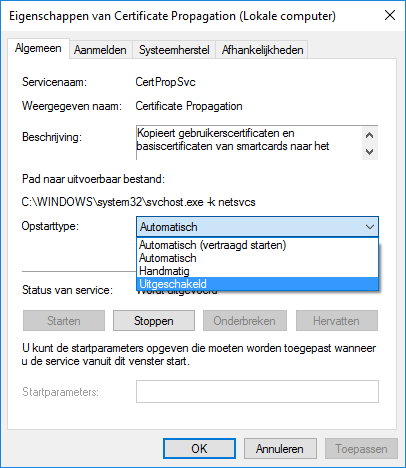 Eigenschappen van Certificate Propagation (Lokale computer)
Algemeen Aanmelden Systeemherstel Afhankelijkheden
Servicenaam: CertPropSvc
Weergegeven naam: Certificate Propagation
Beschrijving: Kopieert gebruikerscertificaten en
basiscertificaten van smartcards naar het
Pad naar uitvoerbaar bestand:
C:\WINDOWS\system32\svchost.exe -k netsvcs
Opstarttype: Automatisch
Automatisch (vertraagd starten)
Automatisch
Handmatig
Uitgeschakeld
Status van service:
Starten Stoppen Onderbreken Hervatten
U kunt de startparameters opgeven die moeten worden toegepast wanneer
u de service vanuit dit venster start.
Startparameters:
OK Annuleren Toepassen